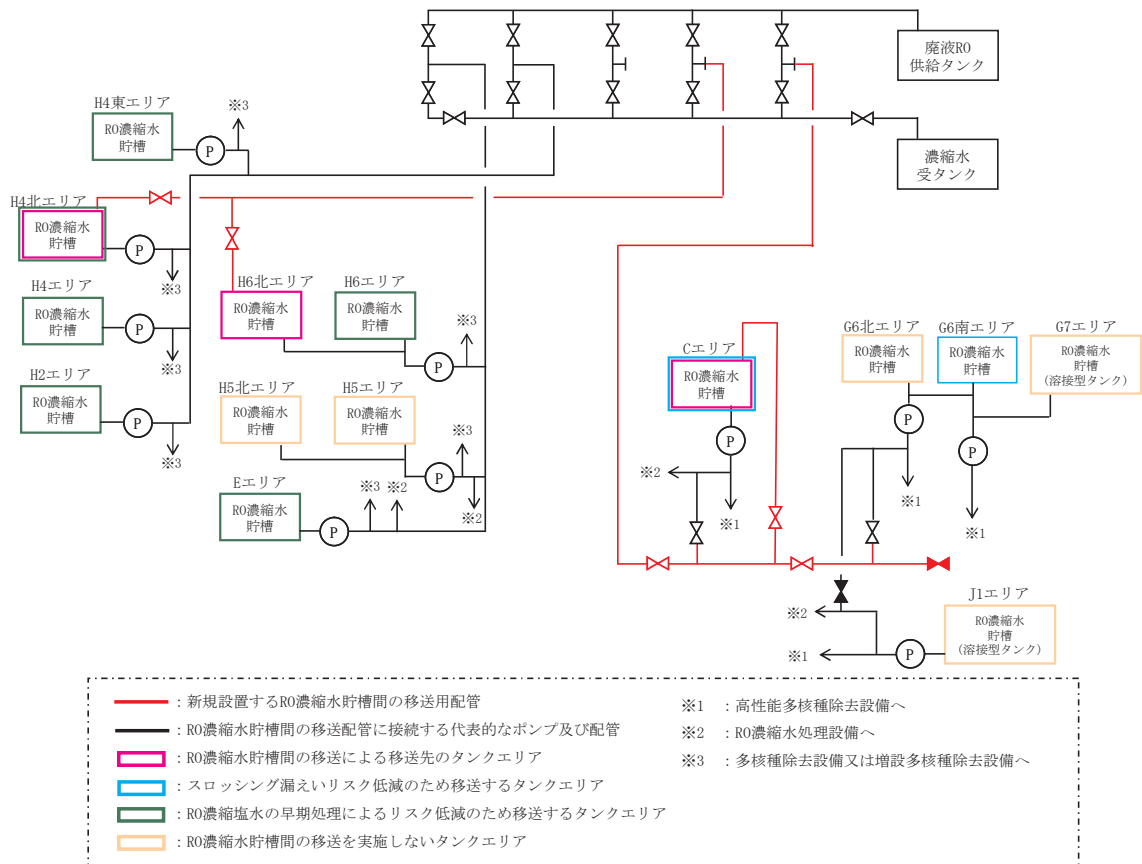 廃液RO
供給タンク
濃縮水
受タンク
H4東エリア
RO濃縮水
貯槽
P
※3
H4北エリア
RO濃縮水
貯槽
P
※3
H4エリア
RO濃縮水
貯槽
P
※3
H2エリア
RO濃縮水
貯槽
P
※3
H6北エリア
RO濃縮水
貯槽
H6エリア
RO濃縮水
貯槽
P
※3
H5北エリア
RO濃縮水
貯槽
H5エリア
RO濃縮水
貯槽
P
※3
※2
Eエリア
RO濃縮水
貯槽
P
※3
※2
Cエリア
RO濃縮水
貯槽
P
※2
※1
G6北エリア
RO濃縮水
貯槽
P
※1
G6南エリア
RO濃縮水
貯槽
P
※1
G7エリア
RO濃縮水
貯槽
(溶接型タンク)
J1エリア
RO濃縮水
貯槽
(溶接型タンク)
P
※2
※1
：新規設置するRO濃縮水貯槽間の移送用配管
：RO濃縮水貯槽間の移送配管に接続する代表的なポンプ及び配管
：RO濃縮水貯槽間の移送による移送先のタンクエリア
：スロッシング漏えいリスク低減のため移送するタンクエリア
：RO濃縮塩水の早期処理によるリスク低減のため移送するタンクエリア
：RO濃縮水貯槽間の移送を実施しないタンクエリア
※1　：高性能多核種除去設備へ
※2　：RO濃縮水処理設備へ
※3　：多核種除去設備又は増設多核種除去設備へ